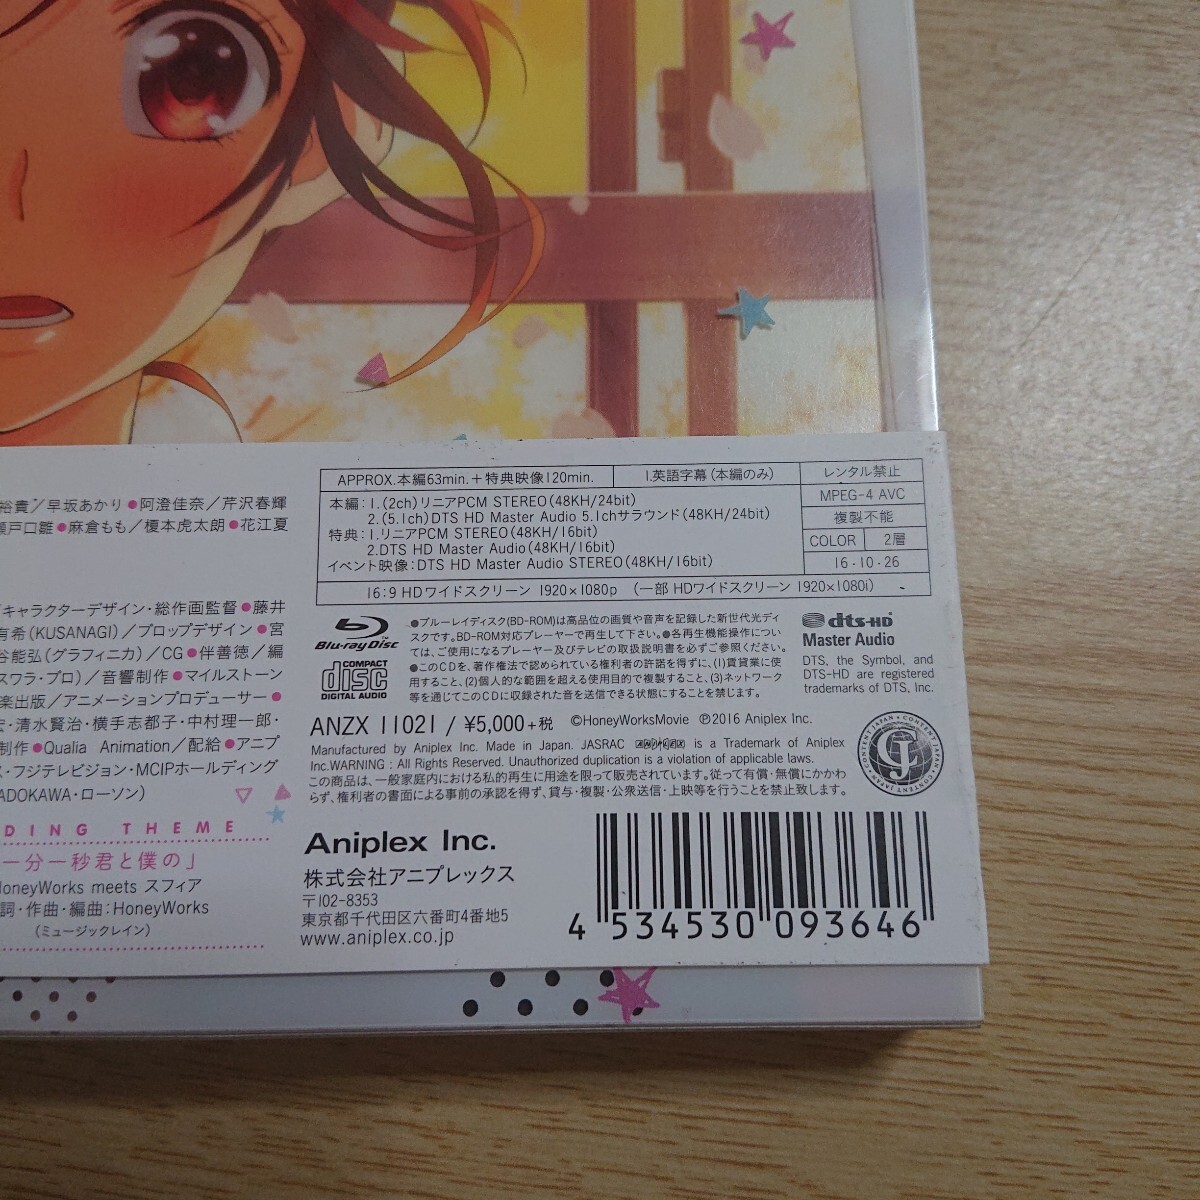 裕貴/早坂あかり●阿澄佳奈/芹沢春輝
瀬戸口雛●麻倉もも/榎本虎太朗●花江夏
キャラクターデザイン・総作画監督●藤井
有希(KUSANAGI)/プロップデザイン●宮
谷能弘(グラフィニカ)/CG●伴善徳/編
スワラ・プロ)/音響制作●マイルストーン
楽出版/アニメーションプロデューサー●
・清水賢治・横手志都子・中村理一郎・
制作●Qualia Animation/配給●アニプ
ス・フジテレビジョン・MCIPホールディング
ADOKAWA・ローソン)
DING THEME
一分一秒君と僕の」
HoneyWorks meets スフィア
詞・作曲・編曲:HoneyWorks
(ミュージックレイン)
APPROX.本編63min.+特典映像120min.
1.英語字幕(本編のみ)
レンタル禁止
本編:1.(2ch)リニアPCM STEREO(48KH/24bit)
2.(5.1ch)DTS HD Master Audio 5.1chサラウンド(48KH/24bit)
特典:1.リニアPCM STEREO(48KH/16bit)
2.DTS HD Master Audio(48KH/16bit)
イベント映像:DTS HD Master Audio STEREO(48KH/16bit)
MPEG-4 AVC
複製不能
COLOR 2層
16・10・26
16:9 HDワイドスクリーン 1920×1080p (一部 HDワイドスクリーン 1920×1080i)
Blu-ray Disc
COMPACT
disc
DIGITAL AUDIO
●ブルーレイディスク(BD-ROM)は高品位の画質や音声を記録した新世代光ディ
スクです。BD-ROM対応プレーヤーで再生して下さい。●各再生機能操作につい
ては、ご使用になるプレーヤー及びテレビの取扱説明書を必ずご参照ください。
●このCDを、著作権法で認められている権利者の許諾を得ずに、(1)賃貸業に使
用すること、(2)個人的な範囲を超える使用目的で複製すること、(3)ネットワーク
等を通じてこのCDに収録された音を送信できる状態にすることを禁じます。
dts-HD
Master Audio
DTS, the Symbol, and
DTS-HD are registered
trademarks of DTS, Inc.
ANZX 11021 / ¥5,000+税 ©HoneyWorksMovie ℗2016 Aniplex Inc.
Manufactured by Aniplex Inc. Made in Japan. JASRAC ANIPLEX is a Trademark of Aniplex
Inc.WARNING : All Rights Reserved. Unauthorized duplication is a violation of applicable laws.
この商品は、一般家庭内における私的再生に用途を限って販売されています。従って有償・無償にかかわ
らず、権利者の書面による事前の承認を得ず、貸与・複製・公衆送信・上映等を行うことを禁止致します。
CONTENT JAPAN
Aniplex Inc.
株式会社アニプレックス
〒102-8353
東京都千代田区六番町4番地5
www.aniplex.co.jp
4 534530 093646